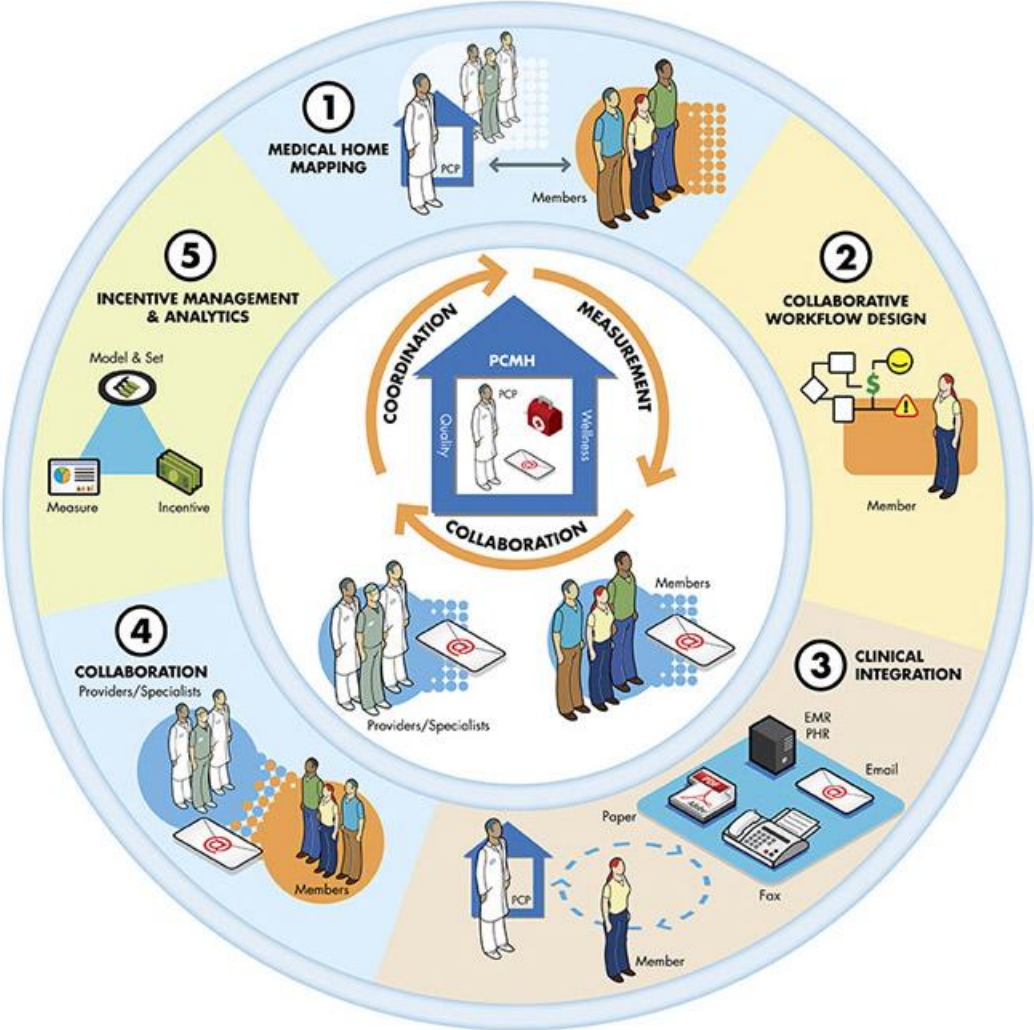 1
MEDICAL HOME
MAPPING
PCP
Members
2
COLLABORATIVE
WORKFLOW DESIGN
$
!
Member
3
CLINICAL
INTEGRATION
EMR
PHR
Email
@
PDF
Adobe
Paper
Fax
PCP
Member
4
COLLABORATION
Providers/Specialists
@
Members
5
INCENTIVE MANAGEMENT
& ANALYTICS
Model & Set
Measure
Incentive
COORDINATION
MEASUREMENT
COLLABORATION
PCMH
Quality
PCP
@
Wellness
@
Providers/Specialists
Members
@